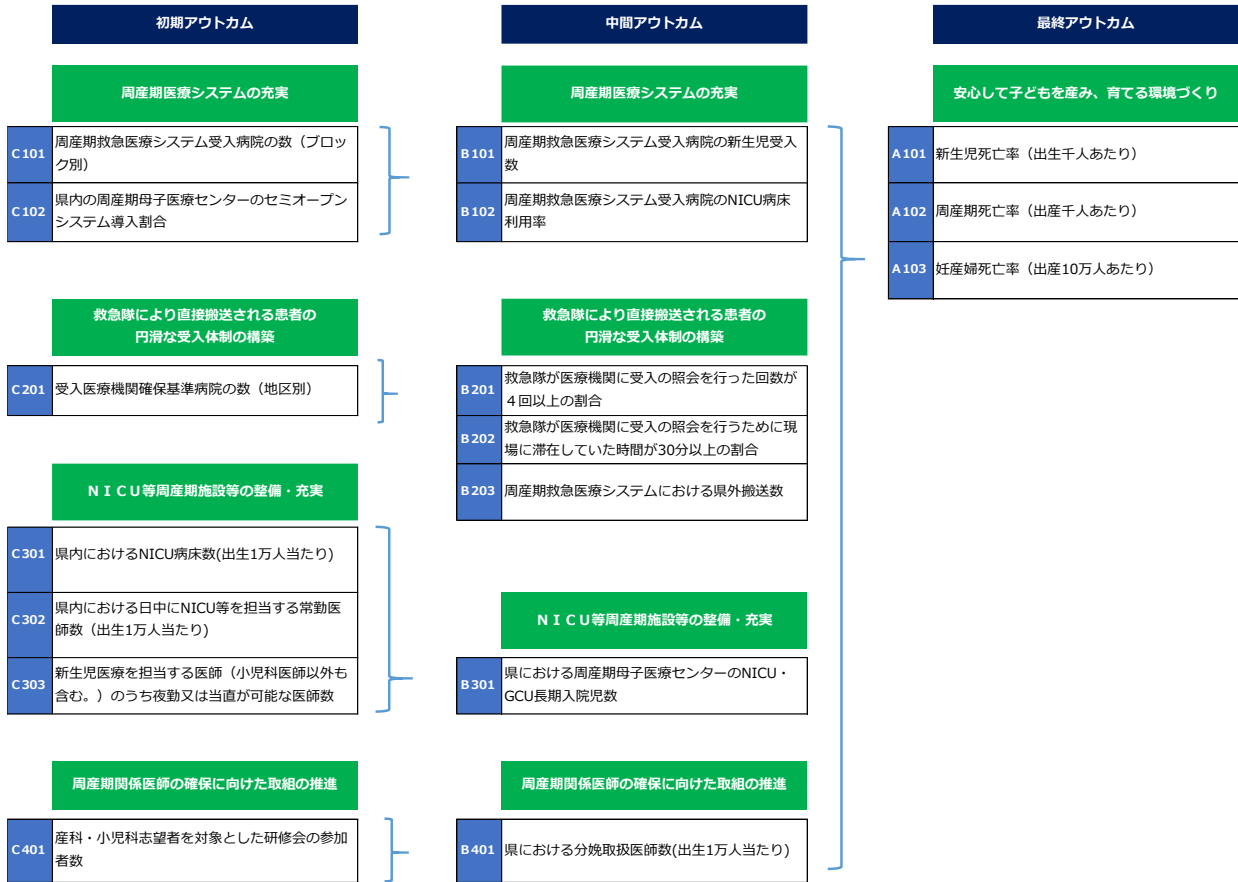 初期アウトカム
周産期医療システムの充実
C101
周産期救急医療システム受入病院の数（ブロッ
ク別）
C102
県内の周産期母子医療センターのセミオープン
システム導入割合
救急隊により直接搬送される患者の
円滑な受入体制の構築
C201
受入医療機関確保基準病院の数（地区別）
ＮＩＣＵ等周産期施設等の整備・充実
C301
県内におけるNICU病床数(出生1万人当たり)
C302
県内における日中にNICU等を担当する常勤医
師数（出生1万人当たり)
C303
新生児医療を担当する医師（小児科医師以外も
含む。）のうち夜勤又は当直が可能な医師数
周産期関係医師の確保に向けた取組の推進
C401
産科・小児科志望者を対象とした研修会の参加
者数
中間アウトカム
周産期医療システムの充実
B101
周産期救急医療システム受入病院の新生児受入
数
B102
周産期救急医療システム受入病院のNICU病床
利用率
救急隊により直接搬送される患者の
円滑な受入体制の構築
B201
救急隊が医療機関に受入の照会を行った回数が
４回以上の割合
B202
救急隊が医療機関に受入の照会を行うために現
場に滞在していた時間が30分以上の割合
B203
周産期救急医療システムにおける県外搬送数
ＮＩＣＵ等周産期施設等の整備・充実
B301
県における周産期母子医療センターのNICU・
GCU長期入院児数
周産期関係医師の確保に向けた取組の推進
B401
県における分娩取扱医師数(出生1万人当たり)
最終アウトカム
安心して子どもを産み、育てる環境づくり
A101
新生児死亡率（出生千人あたり）
A102
周産期死亡率（出産千人あたり）
A103
妊産婦死亡率（出産10万人あたり）